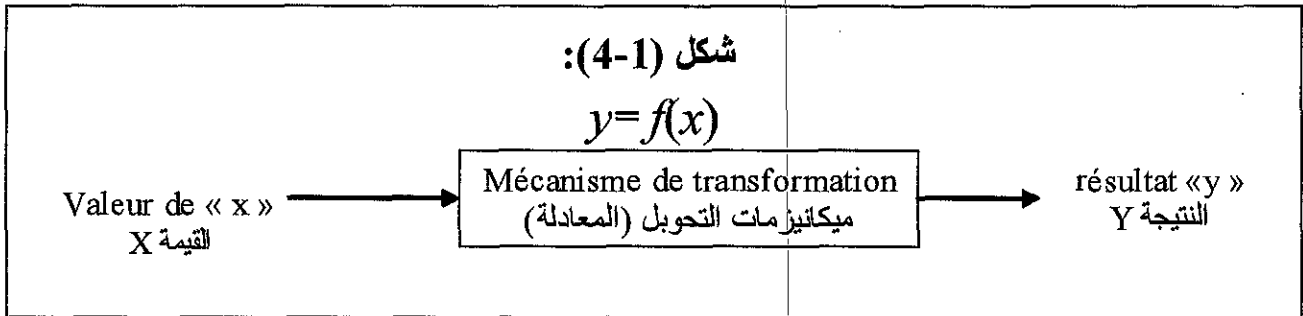 شكل (1-4):
y=f(x)
Valeur de « x »
القيمة X
Mécanisme de transformation
ميكانيزمات التحويل (المعادلة)
résultat «y »
النتيجة Y